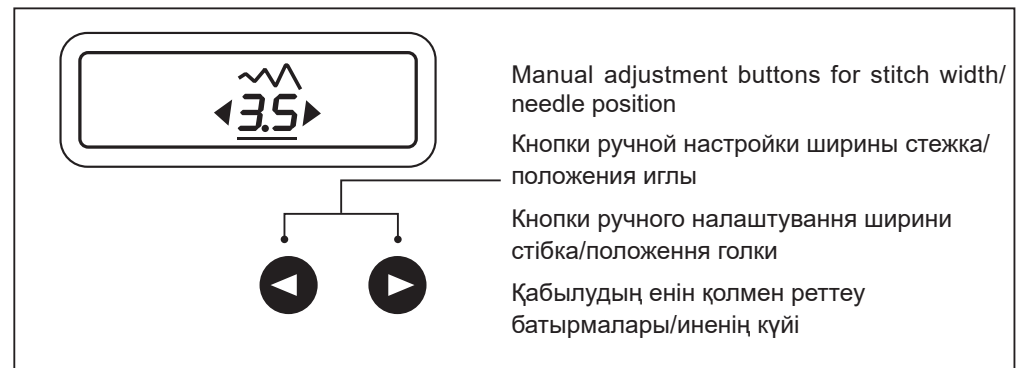 3.5
Manual adjustment buttons for stitch width/
needle position
Кнопки ручной настройки ширины стежка/
положения иглы
Кнопки ручного налаштування ширини
стібка/положення голки
Қабылудың енін қолмен реттеу
батырмалары/иненің күйі